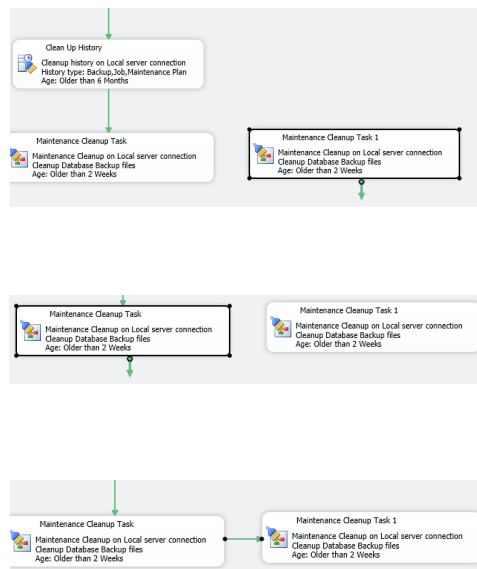 Clean Up History
Cleanup history on Local server connection
History type: Backup,Job,Maintenance Plan
Age: Older than 6 Months
Maintenance Cleanup Task
Maintenance Cleanup on Local server connection
Cleanup Database Backup files
Age: Older than 2 Weeks
Maintenance Cleanup Task 1
Maintenance Cleanup on Local server connection
Cleanup Database Backup files
Age: Older than 2 Weeks
Maintenance Cleanup Task
Maintenance Cleanup on Local server connection
Cleanup Database Backup files
Age: Older than 2 Weeks
Maintenance Cleanup Task 1
Maintenance Cleanup on Local server connection
Cleanup Database Backup files
Age: Older than 2 Weeks
Maintenance Cleanup Task
Maintenance Cleanup on Local server connection
Cleanup Database Backup files
Age: Older than 2 Weeks
Maintenance Cleanup Task 1
Maintenance Cleanup on Local server connection
Cleanup Database Backup files
Age: Older than 2 Weeks